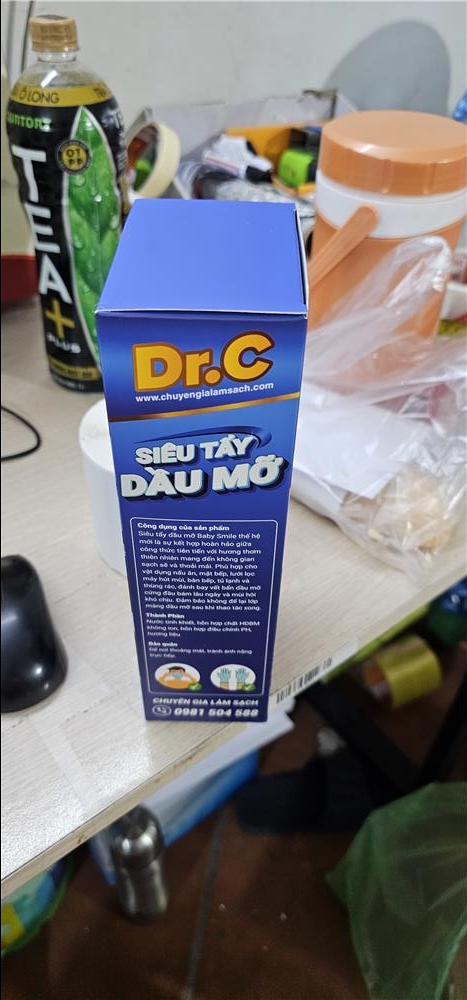 Ô LONG
SUNTORY
TEA+
PLUS
OTPP
Dr.C
www.chuyengialamsach.com
SIÊU TẨY
DẦU MỠ
Công dụng của sản phẩm
Siêu tẩy dầu mỡ Baby Smile thế hệ
mới là sự kết hợp hoàn hảo giữa
công thức tiên tiến với hương thơm
thiên nhiên mang đến không gian
sạch sẽ và thoải mái. Phù hợp cho
vật dụng nấu ăn, mặt bếp, lưới lọc
máy hút mùi, bàn bếp, tủ lạnh và
thùng rác, đánh bay vết bẩn dầu mỡ
cứng đầu bám lâu ngày và mùi hôi
khó chịu. Đảm bảo không để lại lớp
màng dầu mỡ sau khi thao tác xong.
Thành Phần
Nước tinh khiết, hỗn hợp chất HĐBM
không ion, hỗn hợp điều chỉnh PH,
hương liệu
Bảo quản
Để nơi thoáng mát, tránh ánh nắng
trực tiếp.
CHUYÊN GIA LÀM SẠCH
0981 504 588